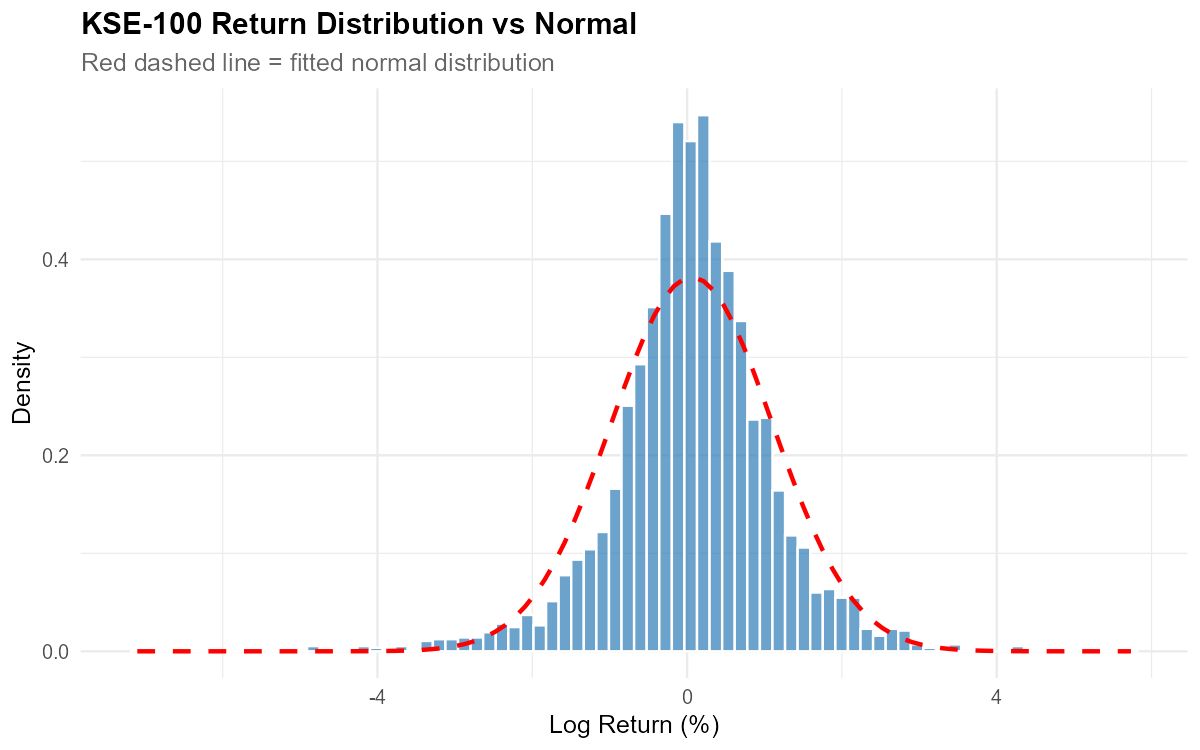 KSE-100 Return Distribution vs Normal
Red dashed line = fitted normal distribution
Density
0.4
0.2
0.0
-4
0
4
Log Return (%)